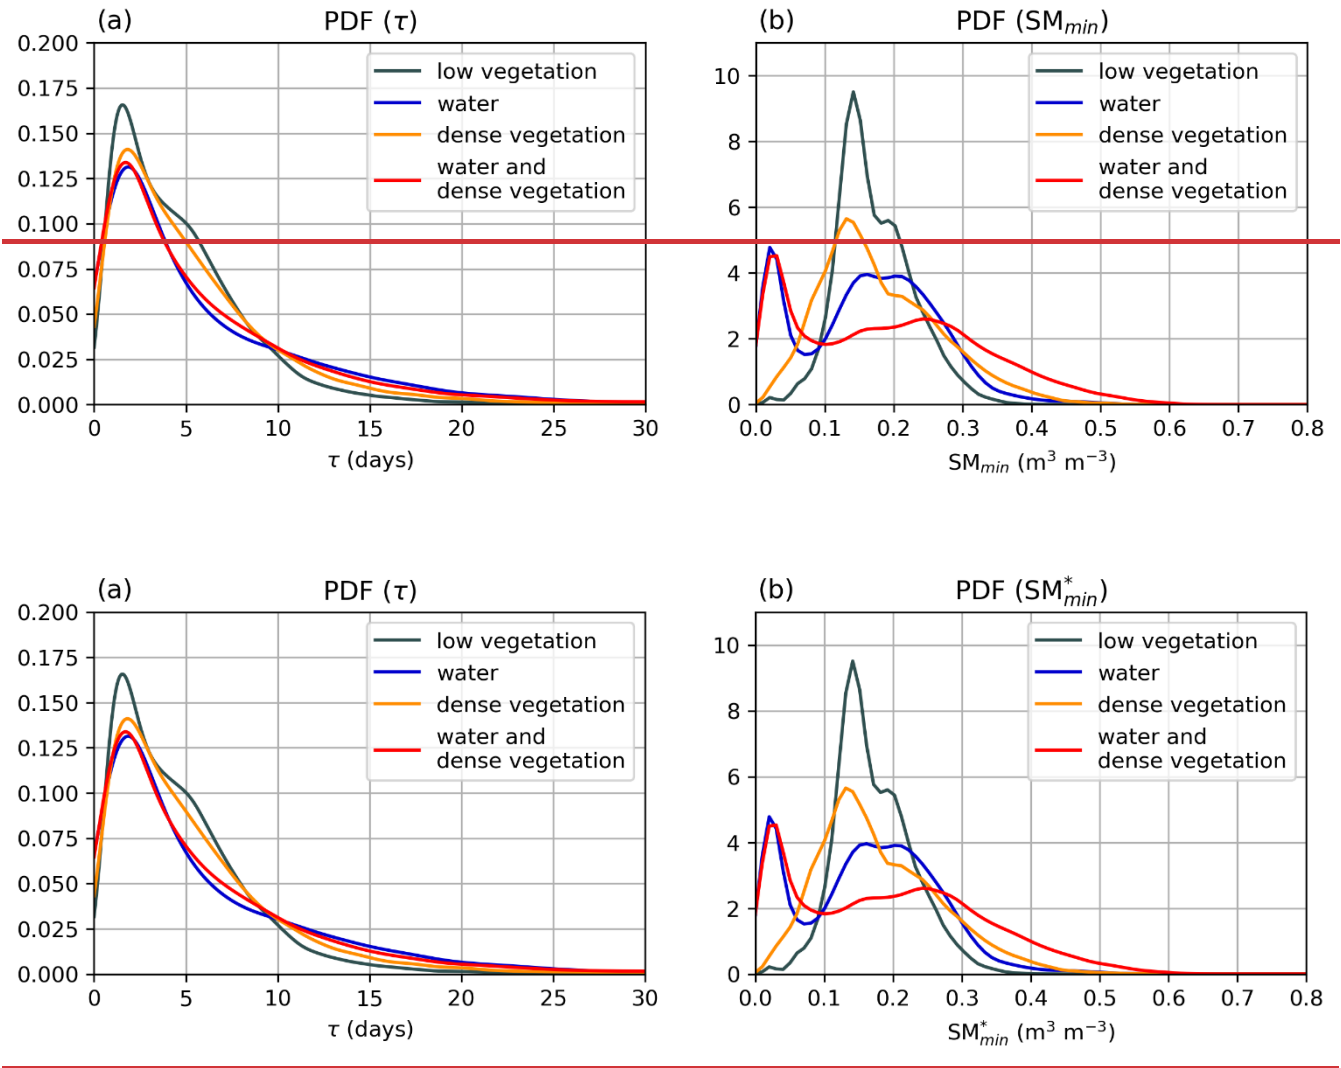 (a) PDF (τ)
0.200
0.175
0.150
0.125
0.100
0.075
0.050
0.025
0.000
low vegetation
water
dense vegetation
water and
dense vegetation
0 5 10 15 20 25 30
τ (days)
(b) PDF (SM_min)
10
8
6
4
2
0
low vegetation
water
dense vegetation
water and
dense vegetation
0.0 0.1 0.2 0.3 0.4 0.5 0.6 0.7 0.8
SM_min (m³ m⁻³)
(a) PDF (τ)
0.200
0.175
0.150
0.125
0.100
0.075
0.050
0.025
0.000
low vegetation
water
dense vegetation
water and
dense vegetation
0 5 10 15 20 25 30
τ (days)
(b) PDF (SM*_min)
10
8
6
4
2
0
low vegetation
water
dense vegetation
water and
dense vegetation
0.0 0.1 0.2 0.3 0.4 0.5 0.6 0.7 0.8
SM*_min (m³ m⁻³)